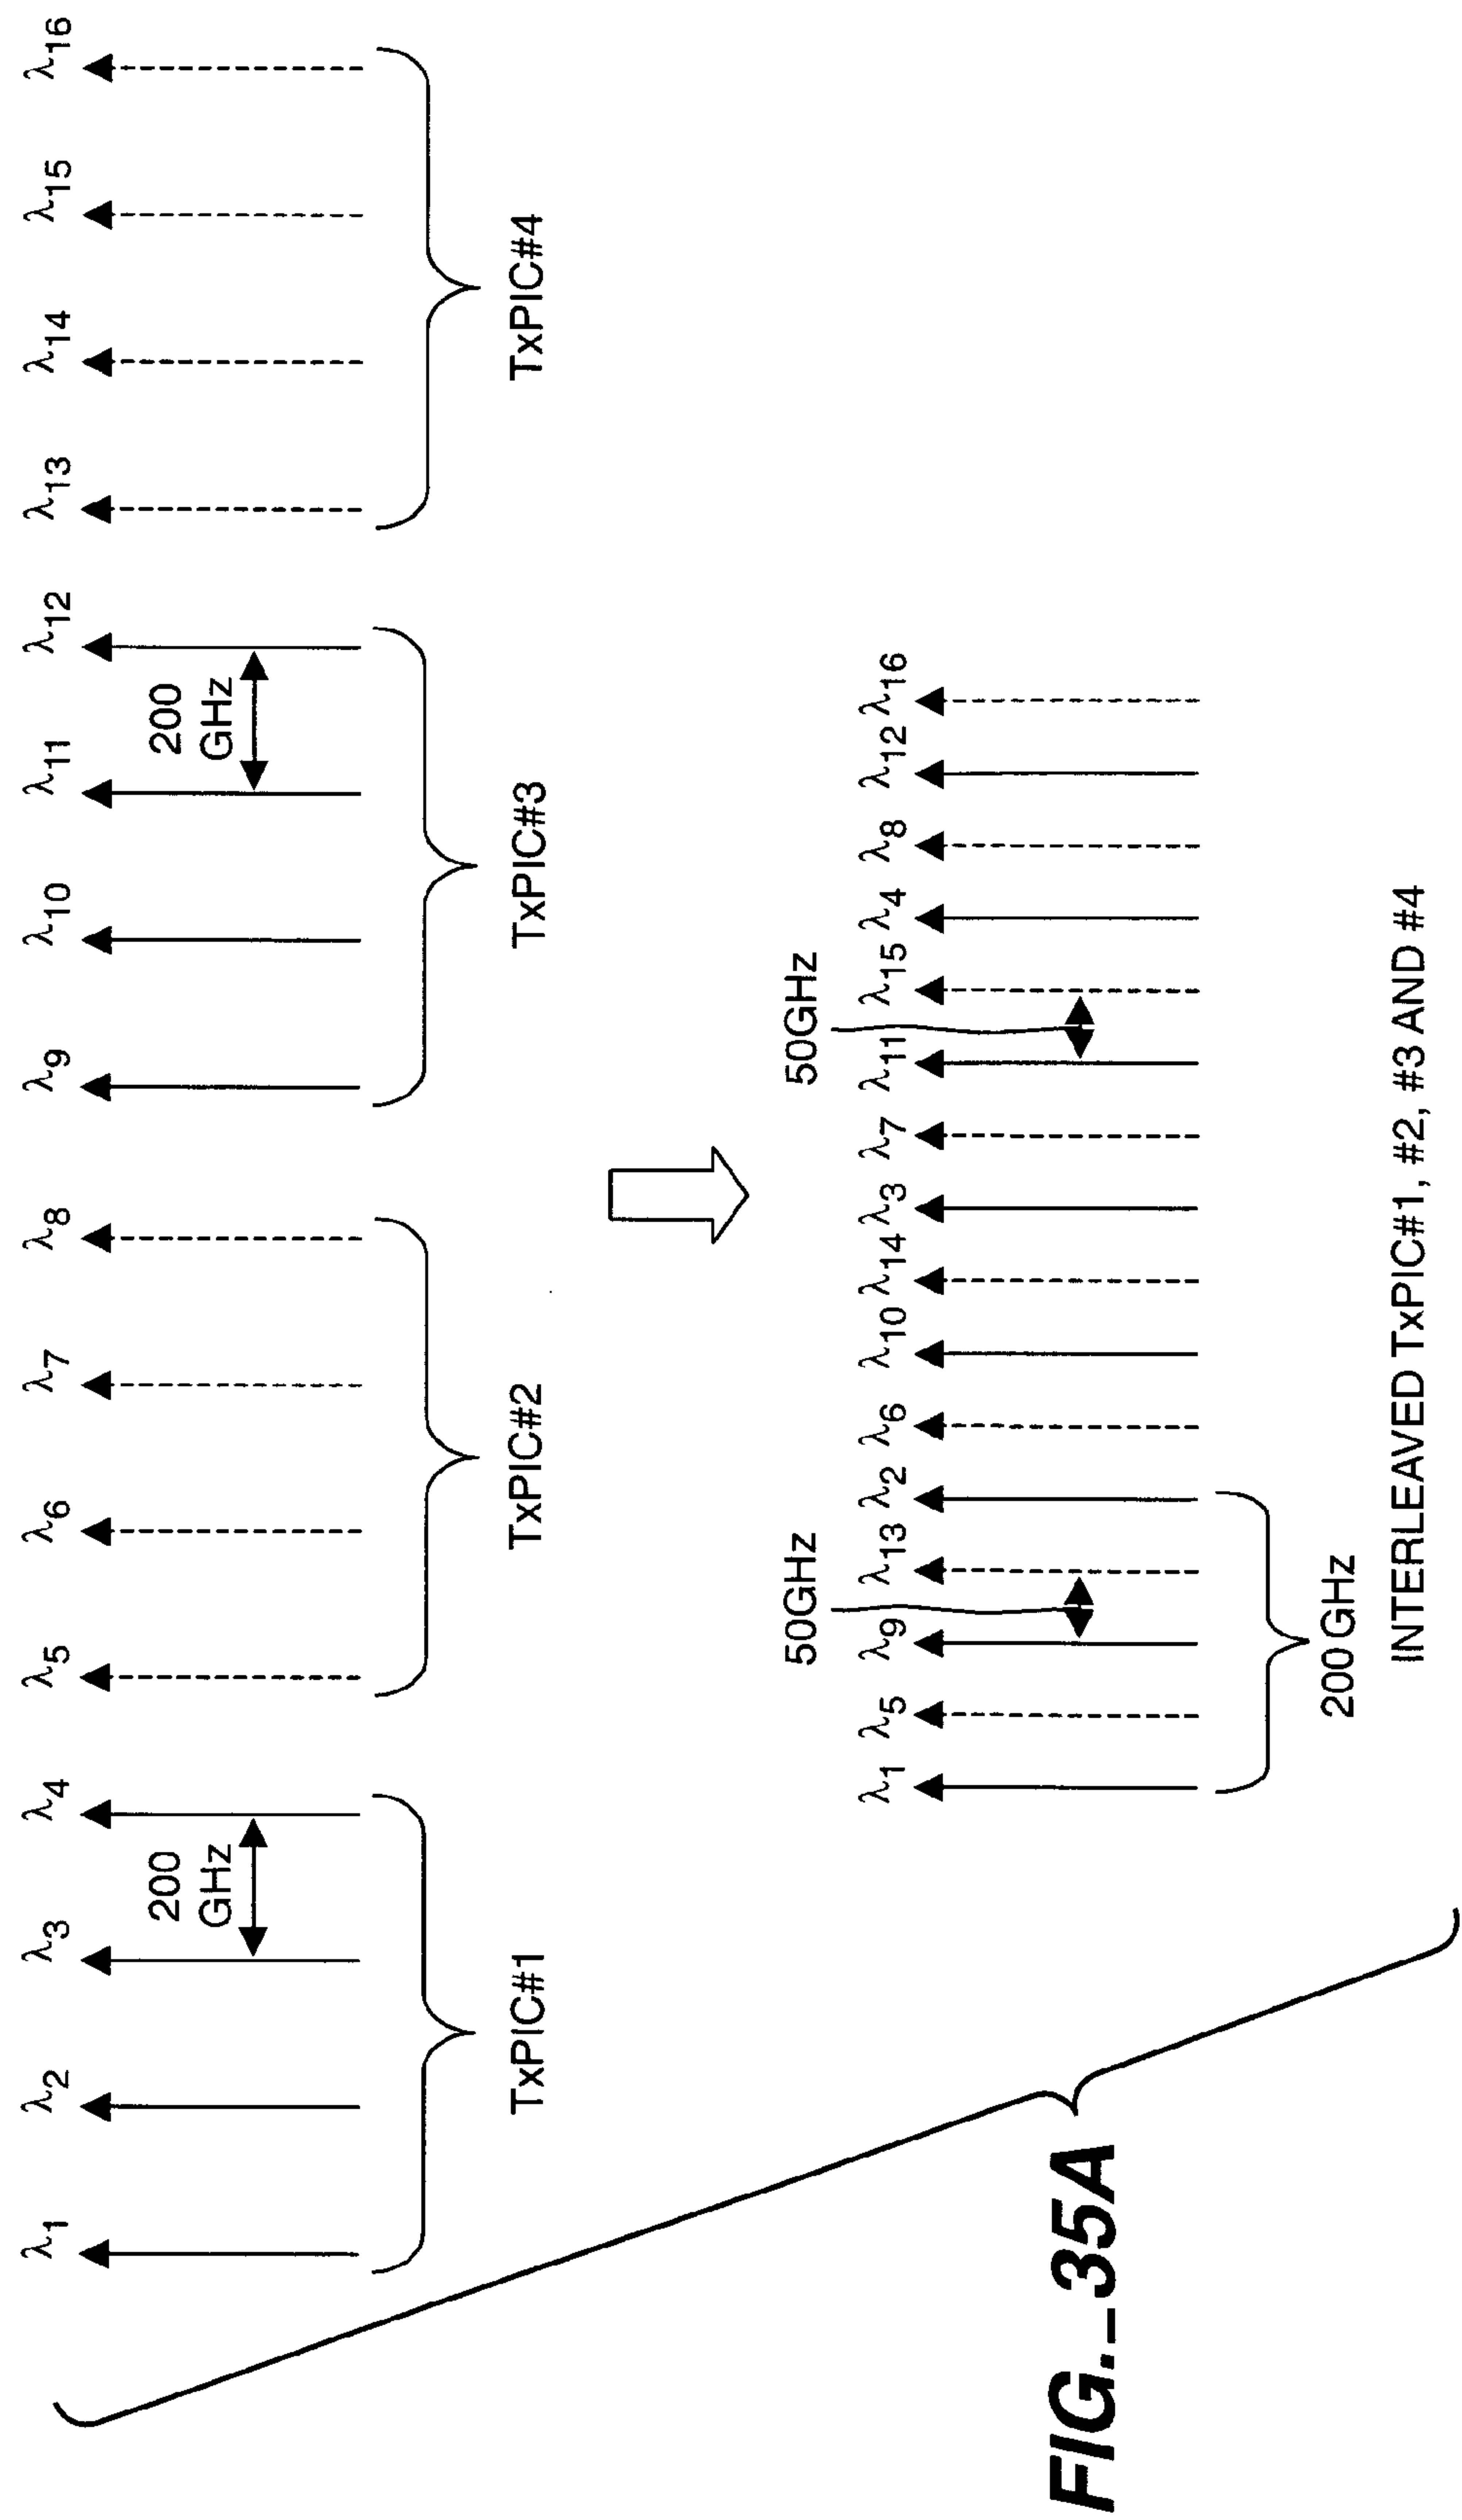 λ1 λ2 λ3 λ4 λ5 λ6 λ7 λ8 λ9 λ10 λ11 λ12 λ13 λ14 λ15 λ16
200
GHz
200
GHz
TxPIC#1 TxPIC#2 TxPIC#3 TxPIC#4
50GHz 50GHz
λ1 λ5 λ9 λ13 λ2 λ6 λ10 λ14 λ3 λ7 λ11 λ15 λ4 λ8 λ12 λ16
200 GHz
INTERLEAVED TxPIC#1, #2, #3 AND #4
FIG._35A